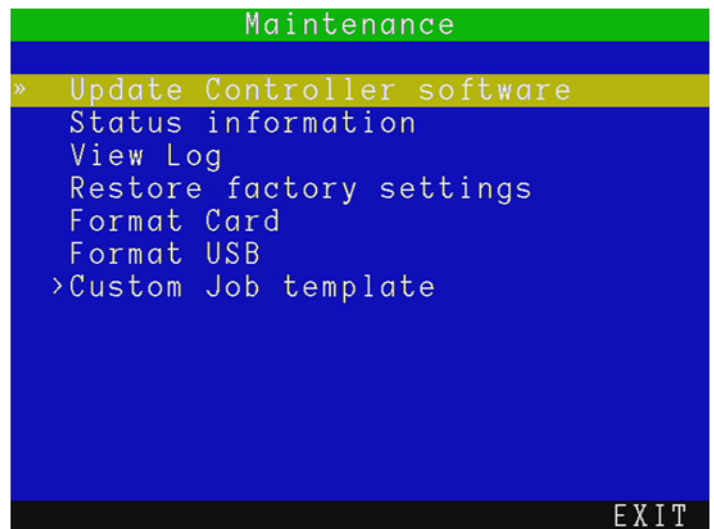 Maintenance
» Update Controller software
Status information
View Log
Restore factory settings
Format Card
Format USB
>Custom Job template
EXIT